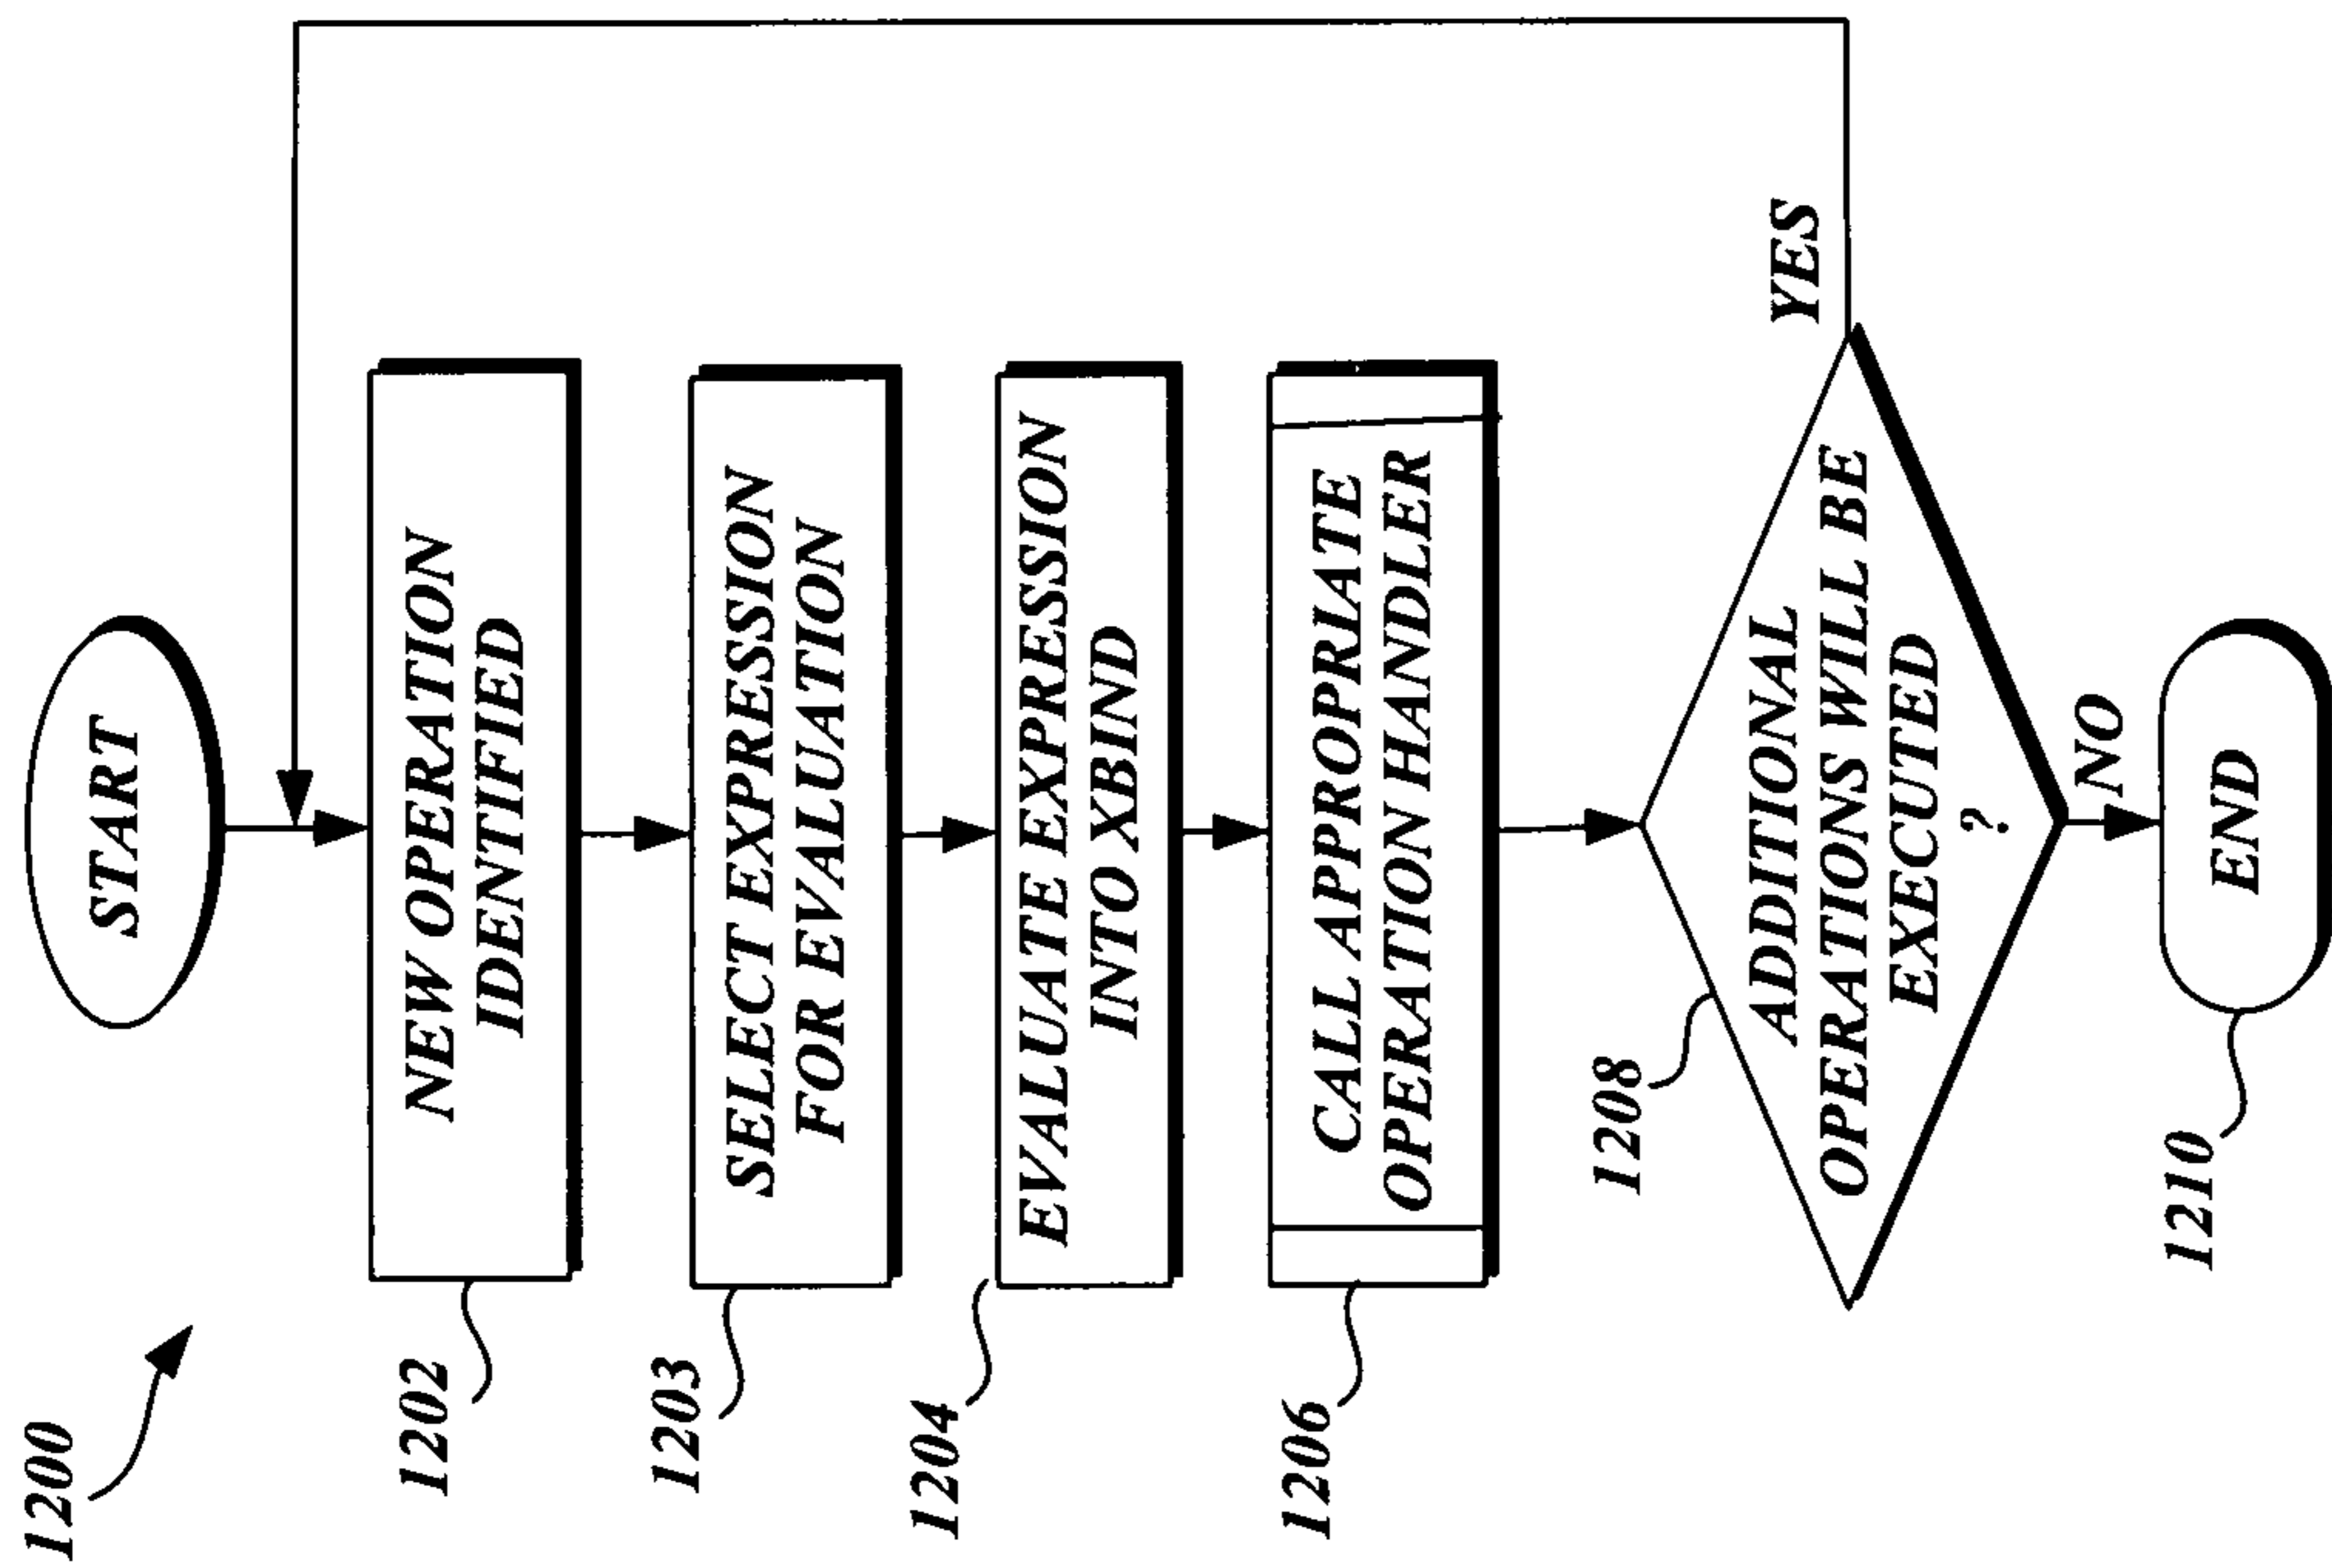 1200
START
1202
NEW OPERATION
IDENTIFIED
1203
SELECT EXPRESSION
FOR EVALUATION
1204
EVALUATE EXPRESSION
INTO XBIND
1206
CALL APPROPRIATE
OPERATION HANDLER
1208
ADDITIONAL
OPERATIONS WILL BE
EXECUTED
?
YES
NO
1210
END